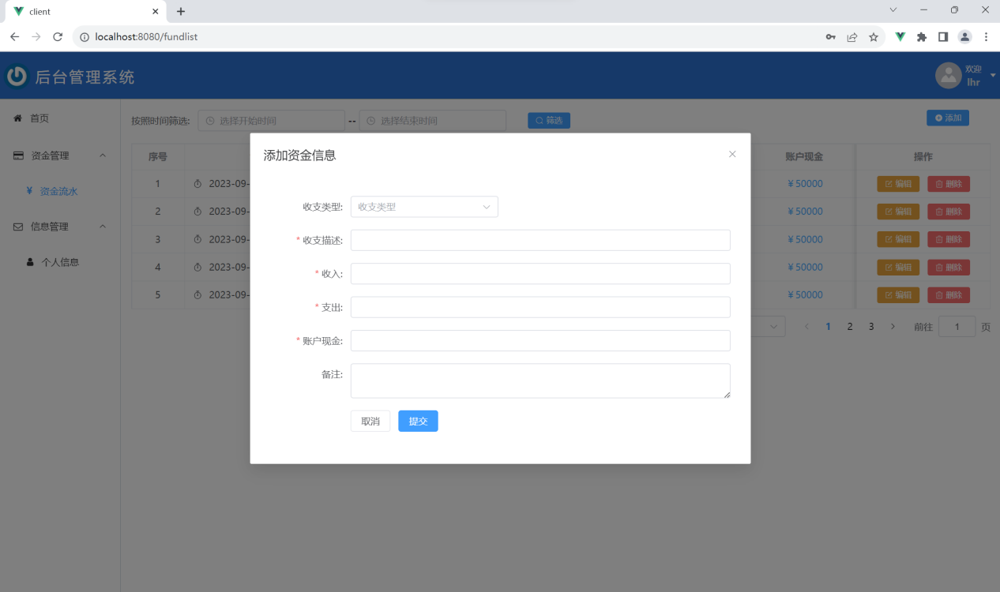 client
localhost:8080/fundlist
后台管理系统
欢迎
lhr
首页
资金管理
资金流水
信息管理
个人信息
按照时间筛选: 选择开始时间 -- 选择结束时间 筛选 添加
序号 账户现金 操作
1 2023-09- ¥ 50000 编辑 删除
2 2023-09- ¥ 50000 编辑 删除
3 2023-09- ¥ 50000 编辑 删除
4 2023-09- ¥ 50000 编辑 删除
5 2023-09- ¥ 50000 编辑 删除
1 2 3 前往 1 页
添加资金信息
收支类型: 收支类型
* 收支描述:
* 收入:
* 支出:
* 账户现金:
备注:
取消 提交